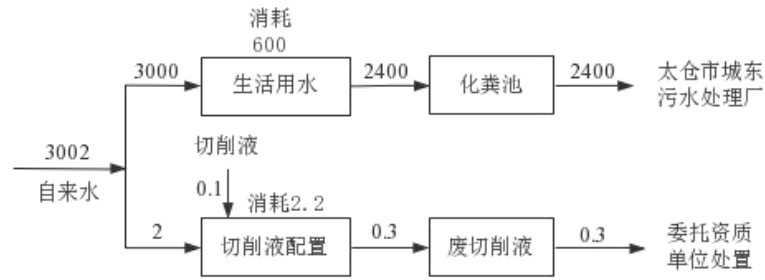 消耗
600
3000
生活用水
2400
化粪池
2400
太仓市城东
污水处理厂
3002
自来水
切削液
0.1
消耗2.2
2
切削液配置
0.3
废切削液
0.3
委托资质
单位处置